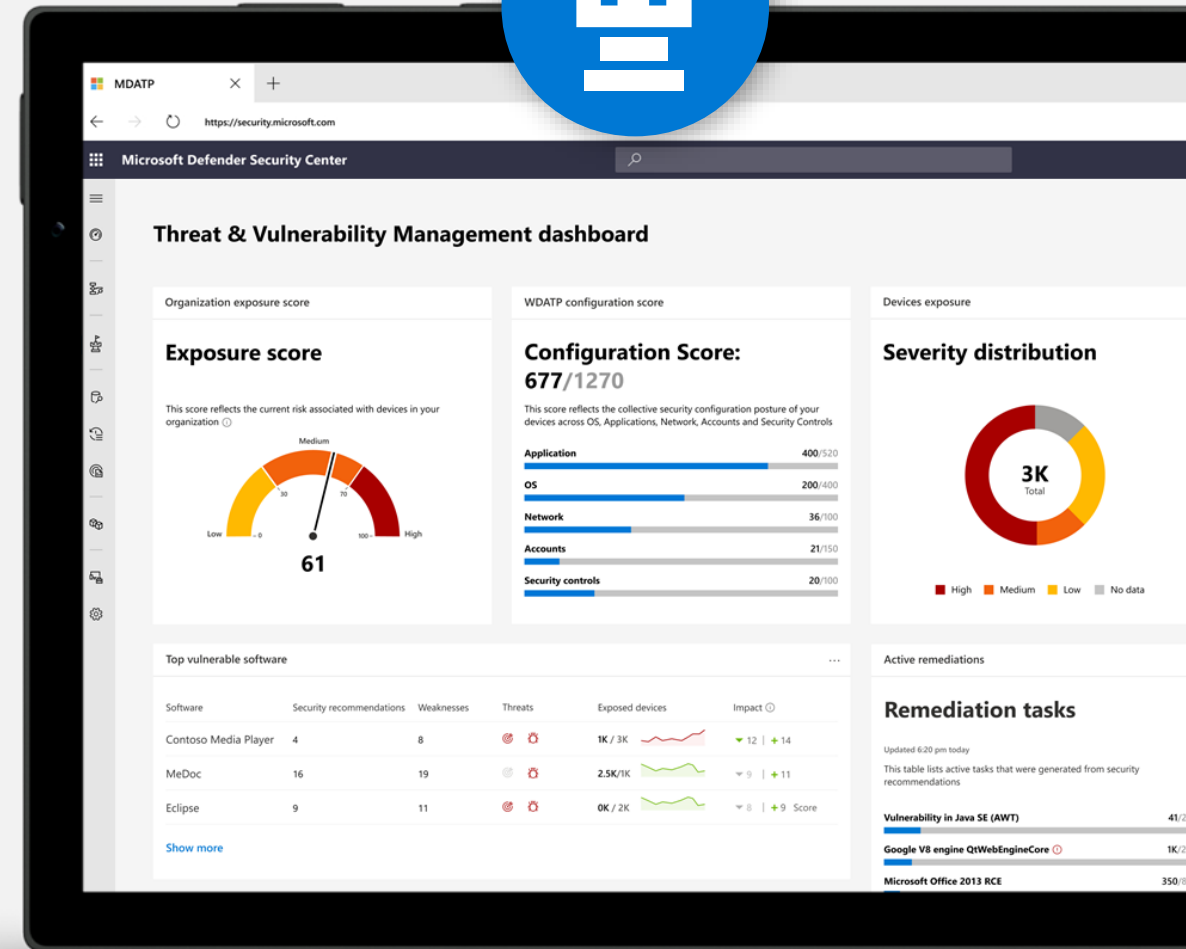 MDATP
https://security.microsoft.com
Microsoft Defender Security Center
Threat & Vulnerability Management dashboard
Organization exposure score
Exposure score
This score reflects the current risk associated with devices in your
organization
Medium
30
70
Low
0
100
High
61
WDATP configuration score
Configuration Score:
677/1270
This score reflects the collective security configuration posture of your
devices across OS, Applications, Network, Accounts and Security Controls
Application 400/520
OS 200/400
Network 36/100
Accounts 21/150
Security controls 20/100
Devices exposure
Severity distribution
3K
Total
High Medium Low No data
Top vulnerable software ...
Software Security recommendations Weaknesses Threats Exposed devices Impact
Contoso Media Player 4 8 1K / 3K 12 | + 14
MeDoc 16 19 2.5K/1K 9 | + 11
Eclipse 9 11 0K / 2K 8 | + 9 Score
Show more
Active remediations
Remediation tasks
Updated 6:20 pm today
This table lists active tasks that were generated from security
recommendations
Vulnerability in Java SE (AWT) 41/2
Google V8 engine QtWebEngineCore 1K/2
Microsoft Office 2013 RCE 350/8